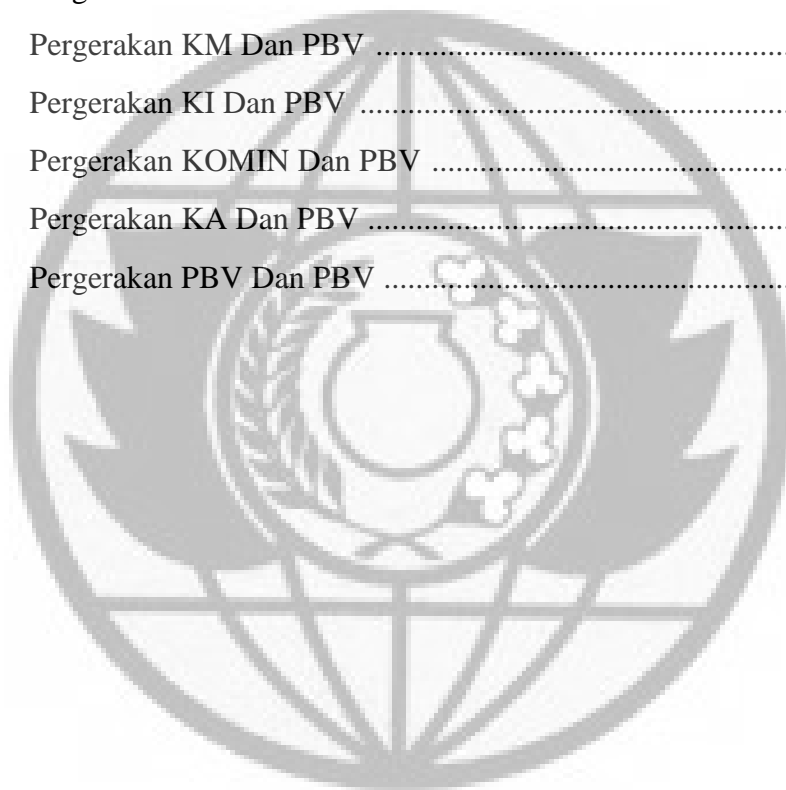 Pergerakan KM Dan PBV ....................................................
Pergerakan KI Dan PBV ......................................................
Pergerakan KOMIN Dan PBV .............................................
Pergerakan KA Dan PBV .....................................................
Pergerakan PBV Dan PBV ...................................................